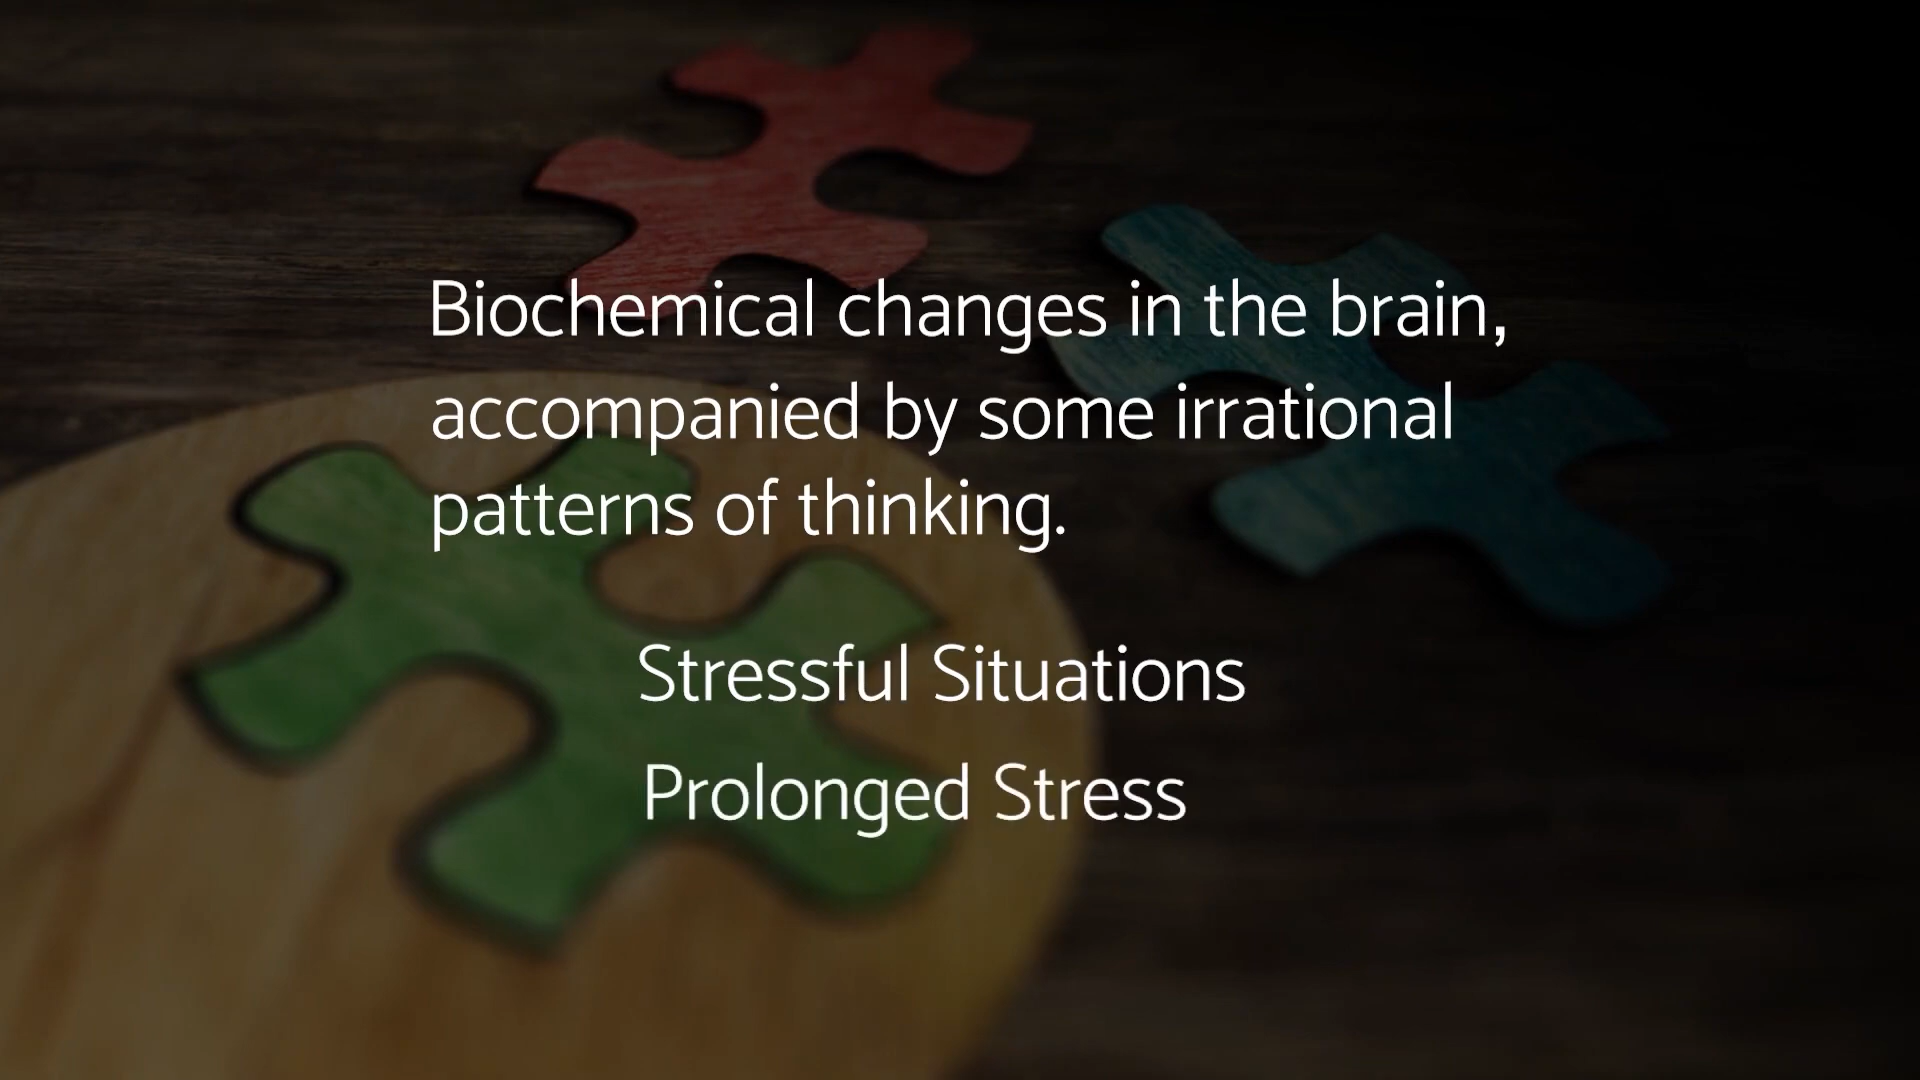 Biochemical changes in the brain,
accompanied by some irrational
patterns of thinking.
Stressful Situations
Prolonged Stress